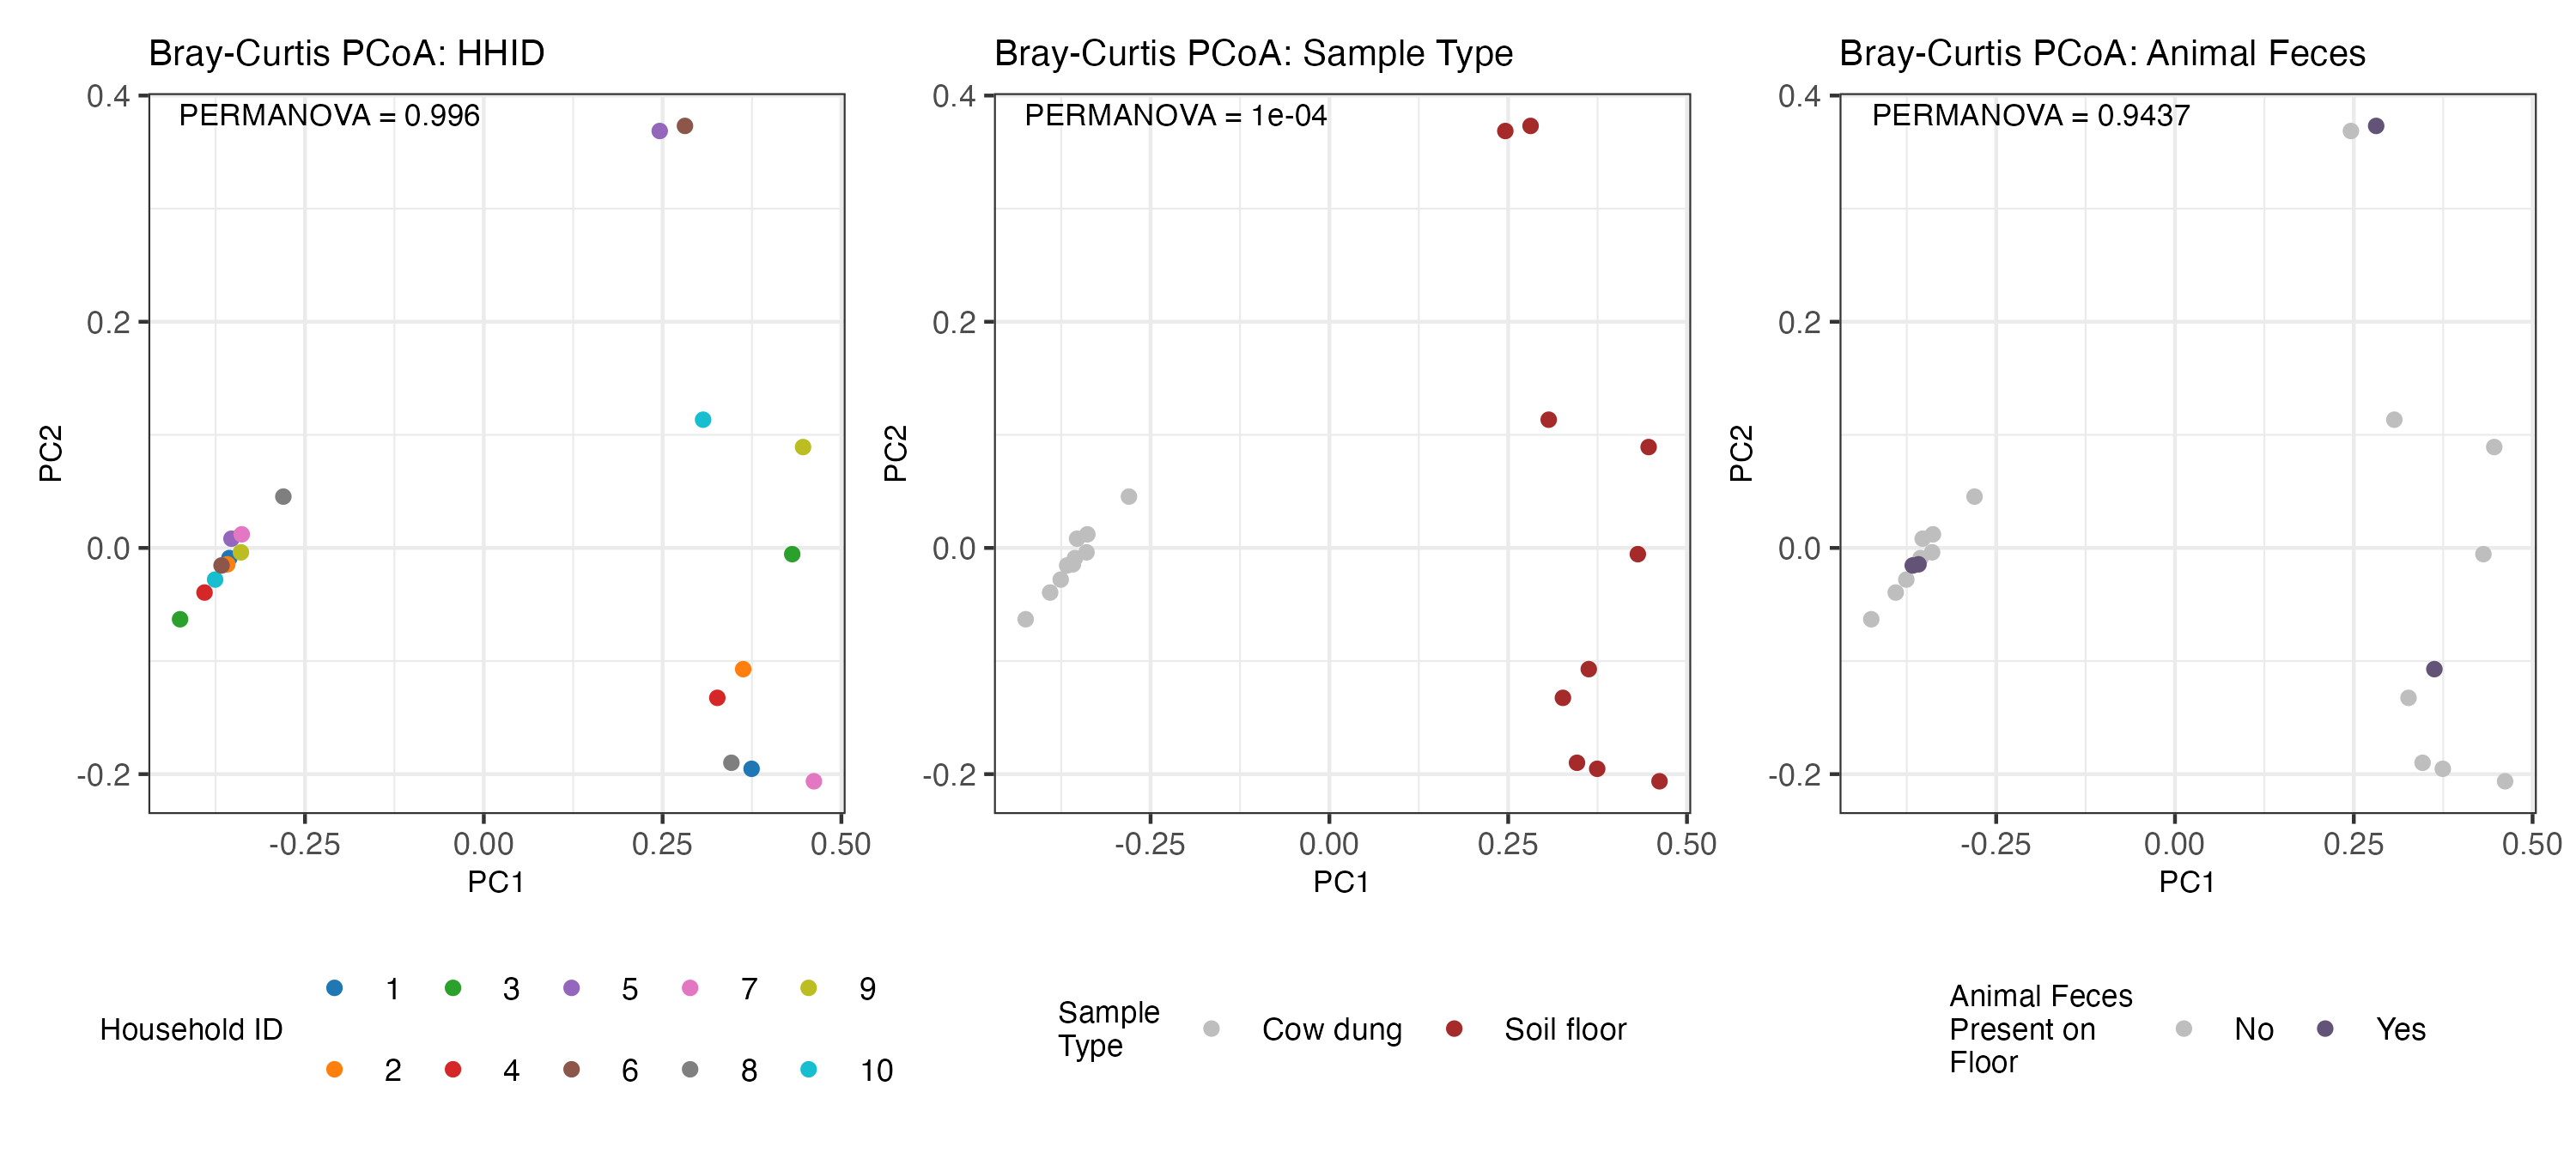 Bray-Curtis PCoA: HHID
PERMANOVA = 0.996
0.4
0.2
0.0
-0.2
PC2
-0.25 0.00 0.25 0.50
PC1
Household ID
1 3 5 7 9
2 4 6 8 10
Bray-Curtis PCoA: Sample Type
PERMANOVA = 1e-04
0.4
0.2
0.0
-0.2
PC2
-0.25 0.00 0.25 0.50
PC1
Sample
Type
Cow dung Soil floor
Bray-Curtis PCoA: Animal Feces
PERMANOVA = 0.9437
0.4
0.2
0.0
-0.2
PC2
-0.25 0.00 0.25 0.50
PC1
Animal Feces
Present on
Floor
No Yes